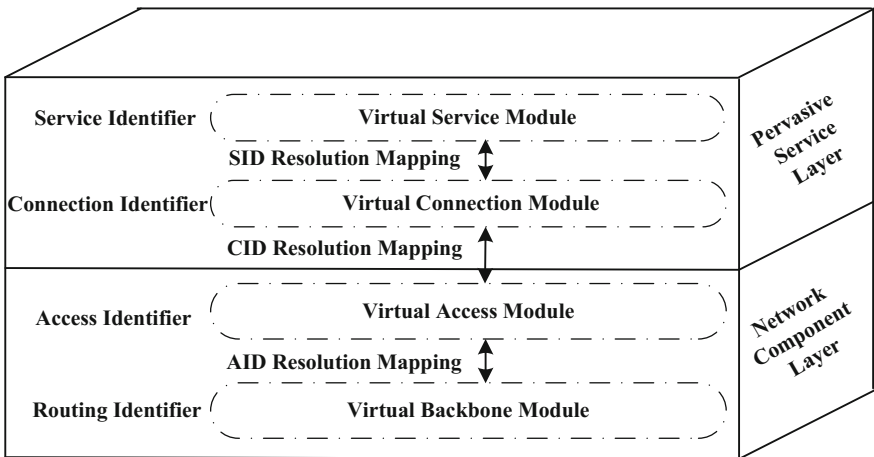 Service Identifier
Virtual Service Module
SID Resolution Mapping
Connection Identifier
Virtual Connection Module
CID Resolution Mapping
Pervasive
Service
Layer
Access Identifier
Virtual Access Module
AID Resolution Mapping
Routing Identifier
Virtual Backbone Module
Network
Component
Layer